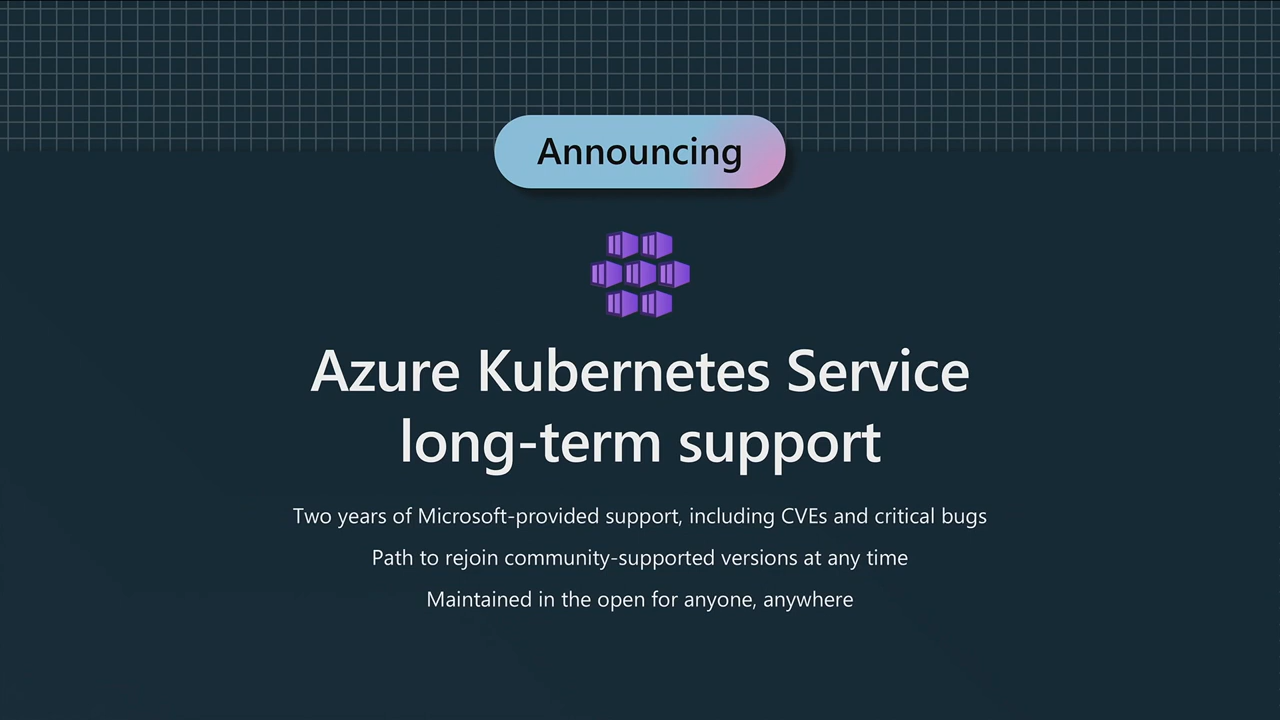 Announcing
Azure Kubernetes Service
long-term support
Two years of Microsoft-provided support, including CVEs and critical bugs
Path to rejoin community-supported versions at any time
Maintained in the open for anyone, anywhere